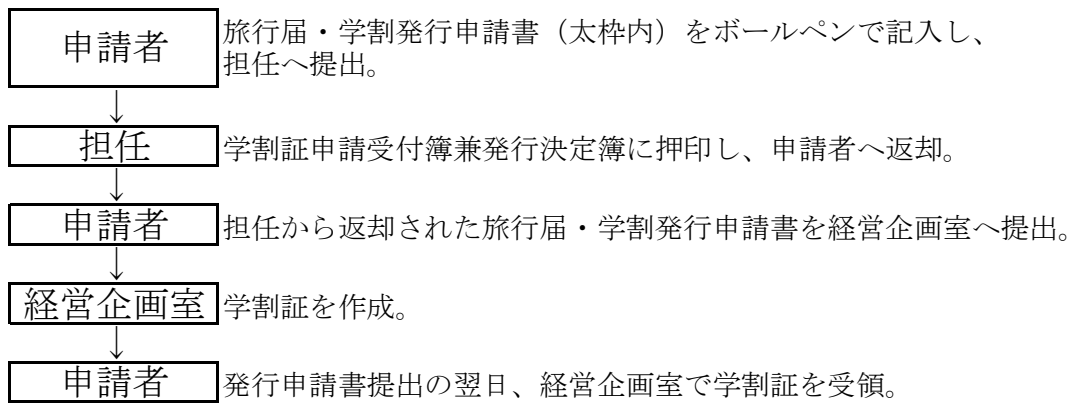 申請者
旅行届・学割発行申請書（太枠内）をボールペンで記入し、
担任へ提出。
↓
担任
学割証申請受付簿兼発行決定簿に押印し、申請者へ返却。
↓
申請者
担任から返却された旅行届・学割発行申請書を経営企画室へ提出。
↓
経営企画室
学割証を作成。
↓
申請者
発行申請書提出の翌日、経営企画室で学割証を受領。